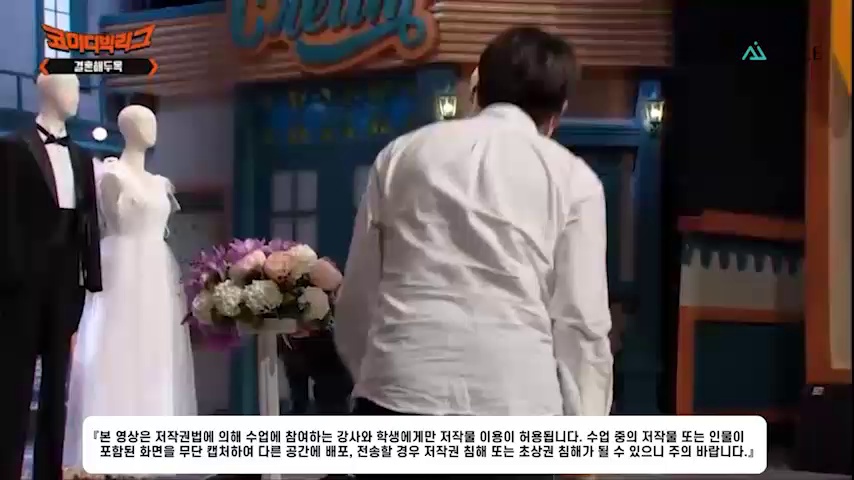 코미디빅리그
결혼해두목
Cheum
『본 영상은 저작권법에 의해 수업에 참여하는 강사와 학생에게만 저작물 이용이 허용됩니다. 수업 중의 저작물 또는 인물이
포함된 화면을 무단 캡처하여 다른 공간에 배포, 전송할 경우 저작권 침해 또는 초상권 침해가 될 수 있으니 주의 바랍니다.』